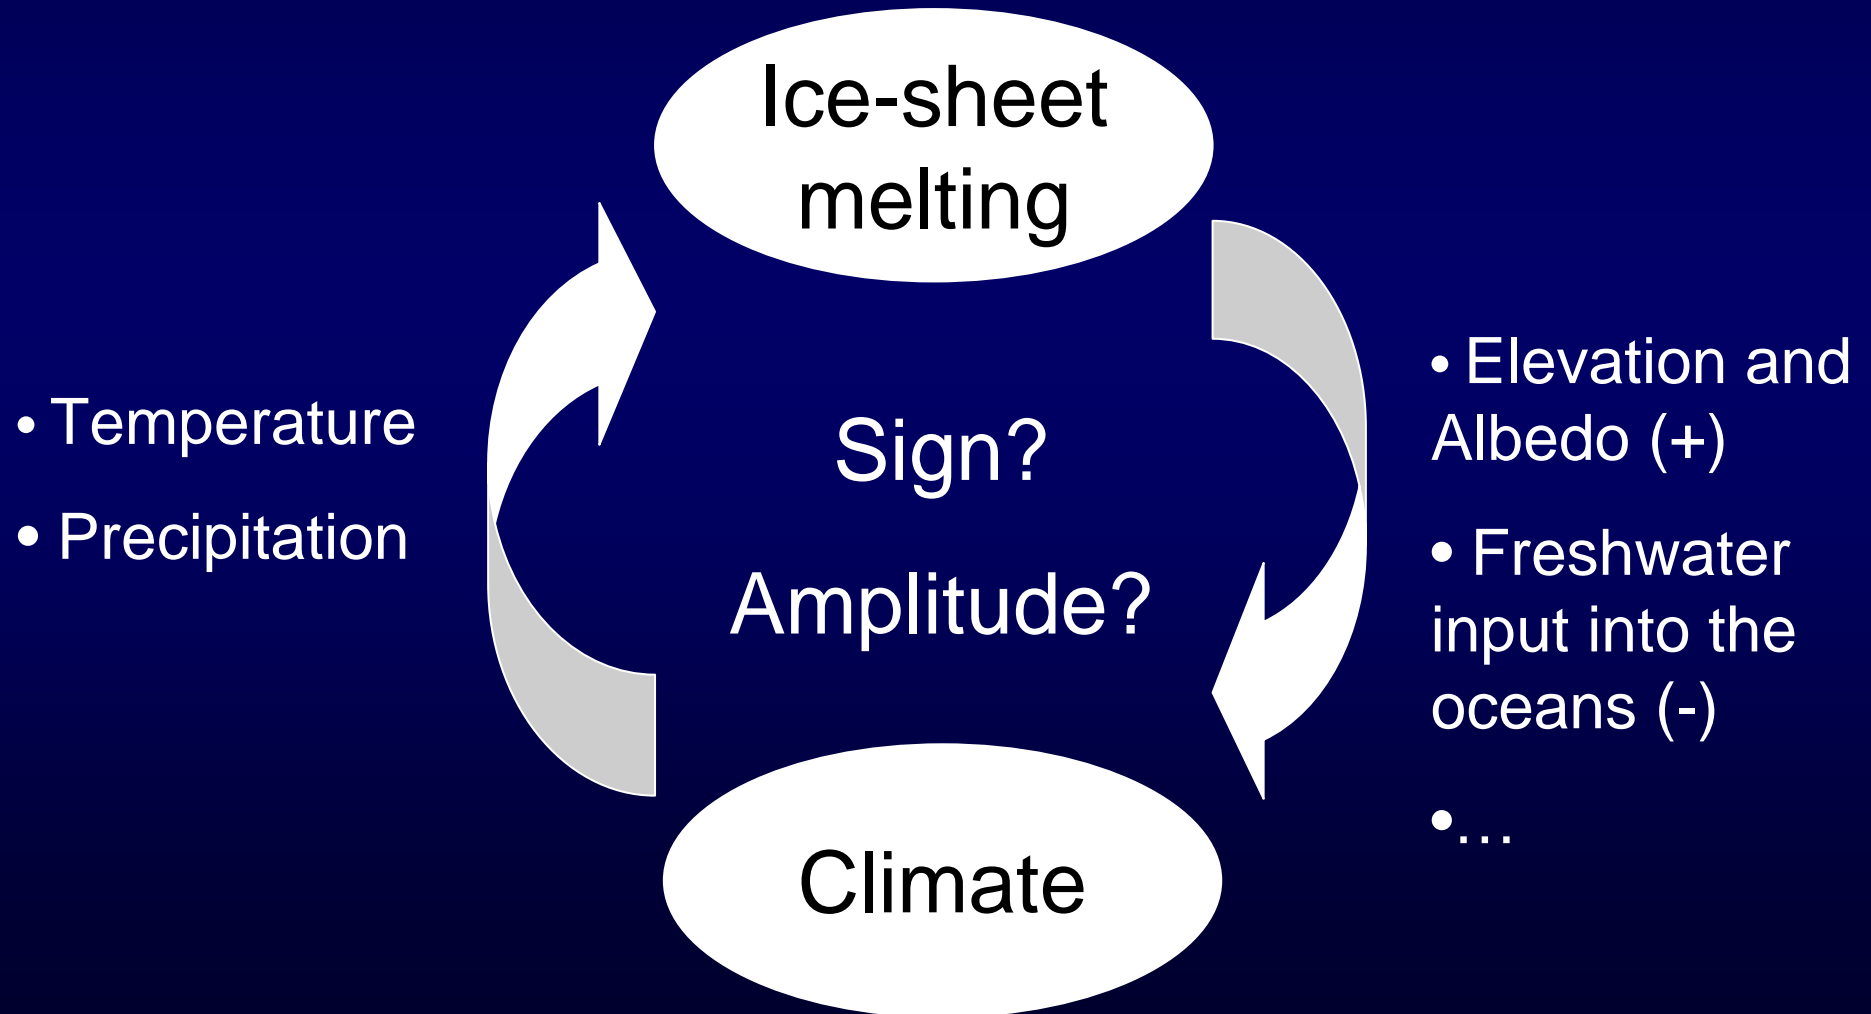 Ice-sheet
melting
• Temperature
• Precipitation
Sign?
Amplitude?
• Elevation and
Albedo (+)
• Freshwater
input into the
oceans (-)
•…
Climate